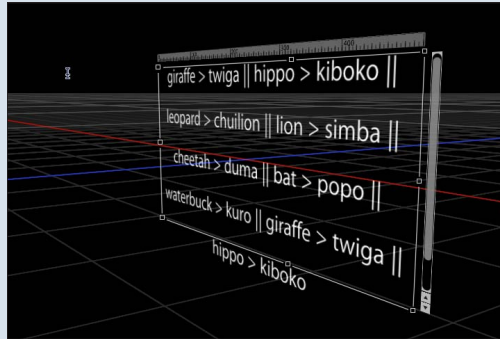 giraffe > twiga || hippo > kiboko ||
leopard > chuilion || lion > simba ||
cheetah > duma || bat > popo ||
waterbuck > kuro || giraffe > twiga ||
hippo > kiboko